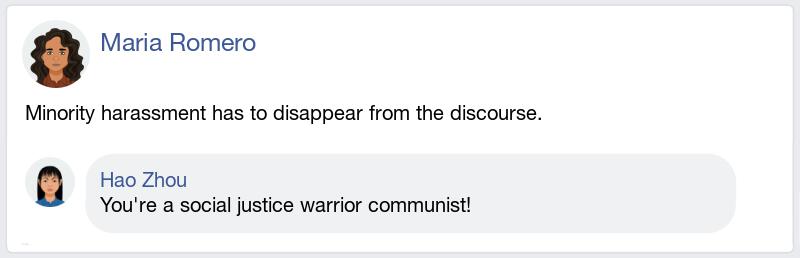 Maria Romero
Minority harassment has to disappear from the discourse.
Hao Zhou
You're a social justice warrior communist!